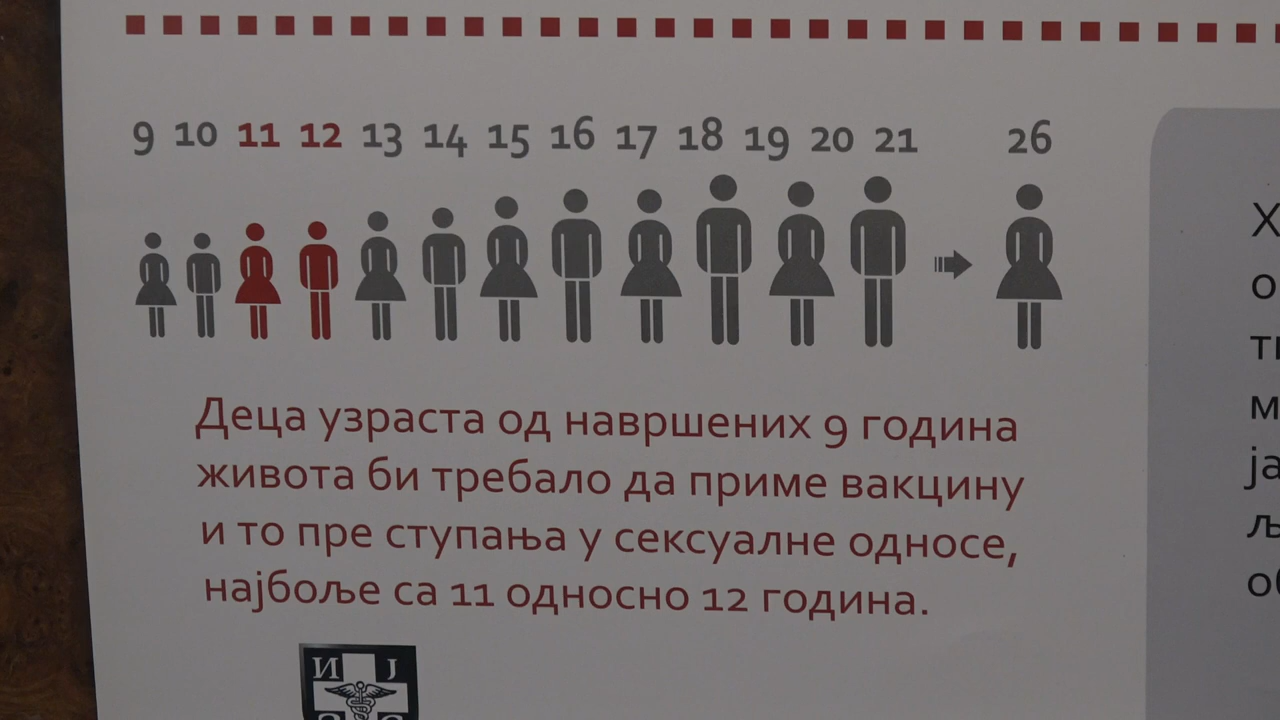 9 10 11 12 13 14 15 16 17 18 19 20 21 26
Деца узраста од навршених 9 година
живота би требало да приме вакцину
и то пре ступања у сексуалне односе,
најбоље са 11 односно 12 година.
И Ј